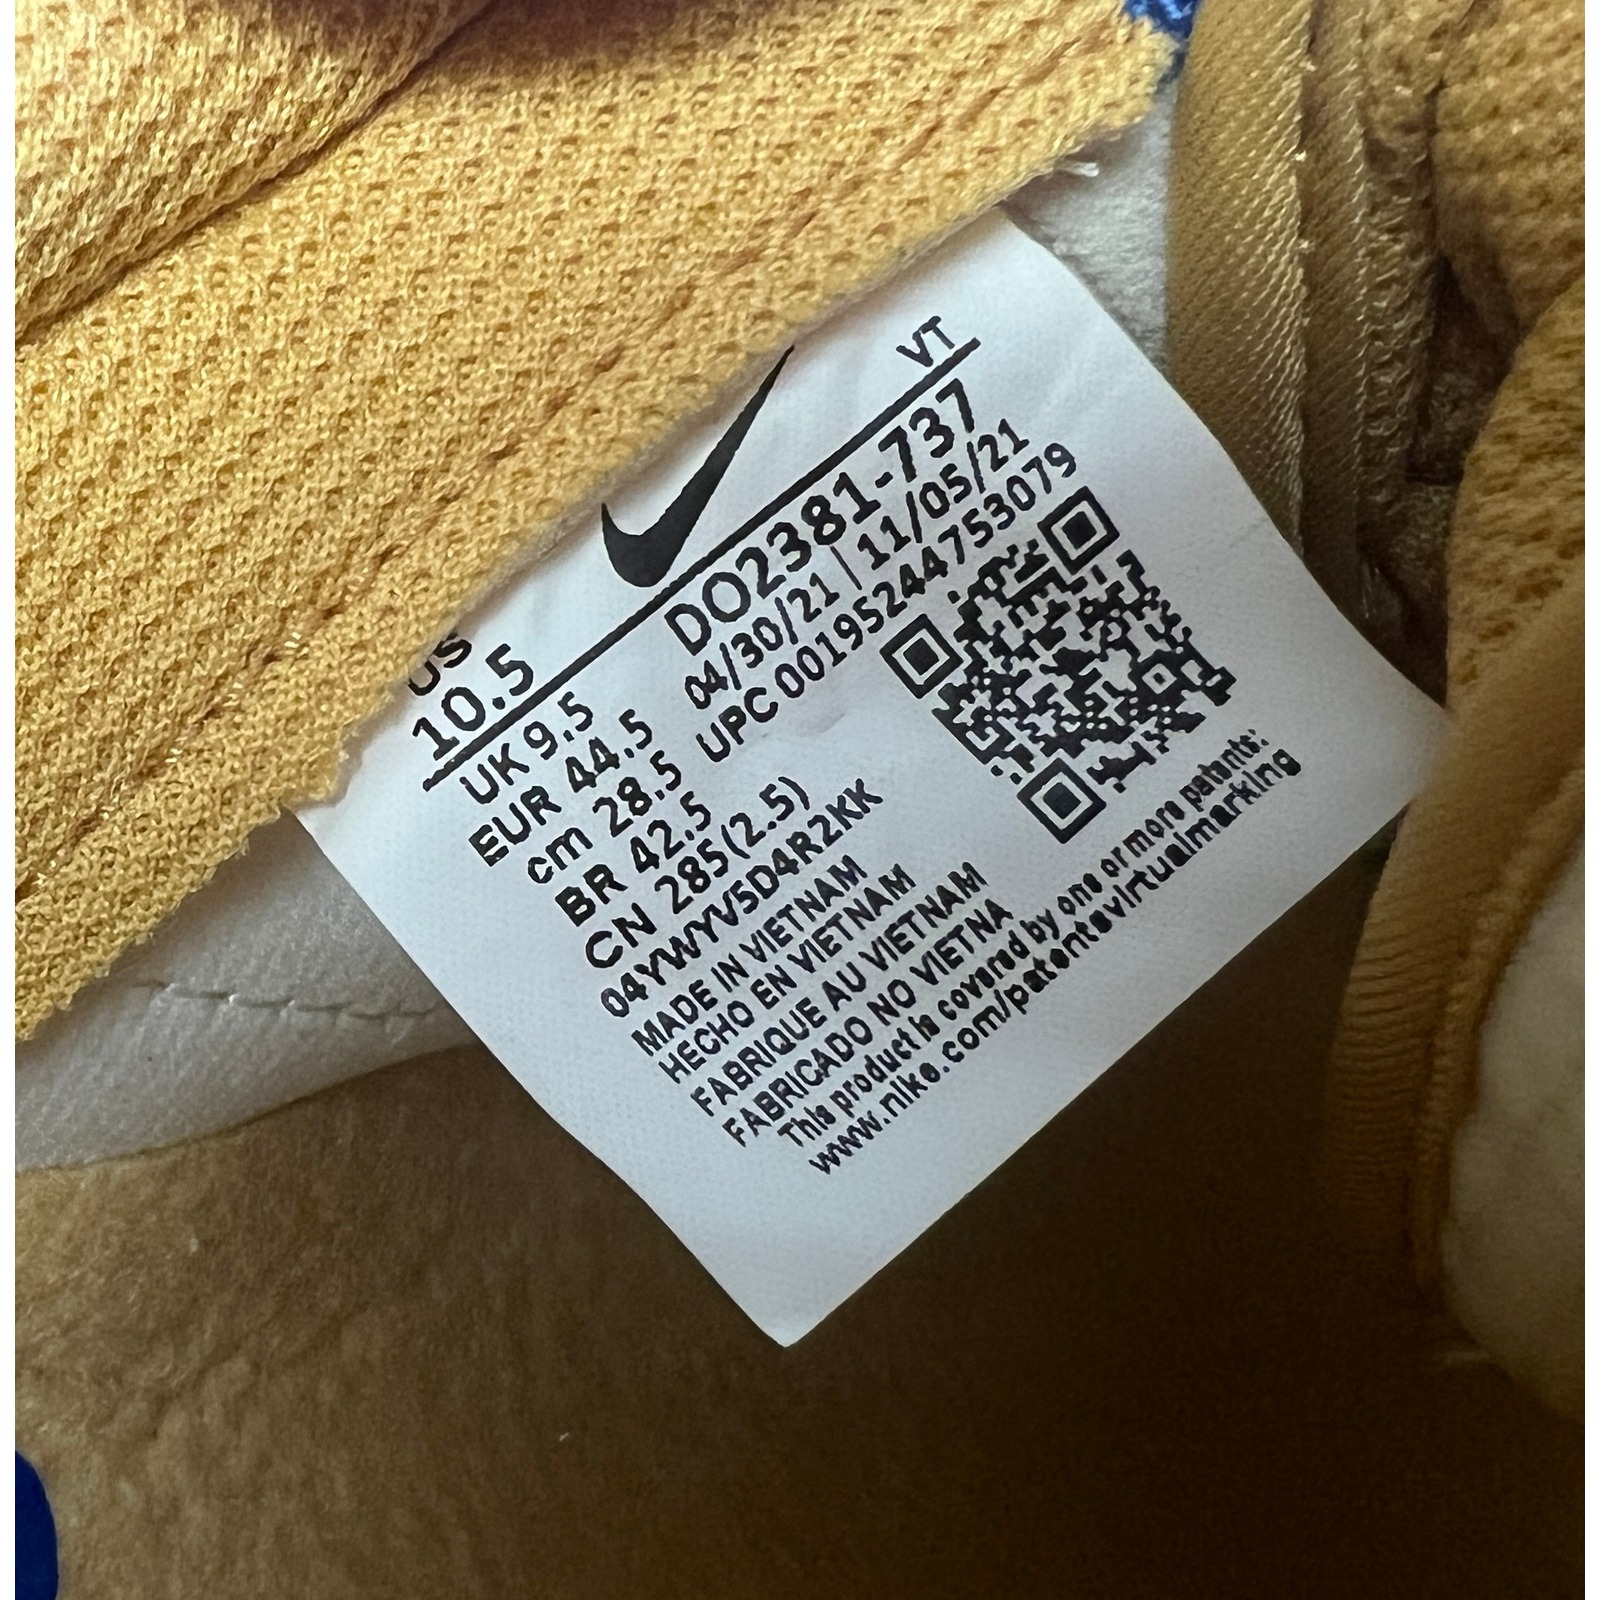 US
10.5
VT
UK 9.5
EUR 44.5
cm 28.5
BR 42.5
CN 285(2.5)
DO2381-737
04/30/21 | 11/05/21
UPC 00195244753079
04YWYV5D4R2KK
MADE IN VIETNAM
HECHO EN VIETNAM
FABRIQUE AU VIETNAM
FABRICADO NO VIETNA
This product is covered by one or more patents:
www.nike.com/patentsvirtualmarking